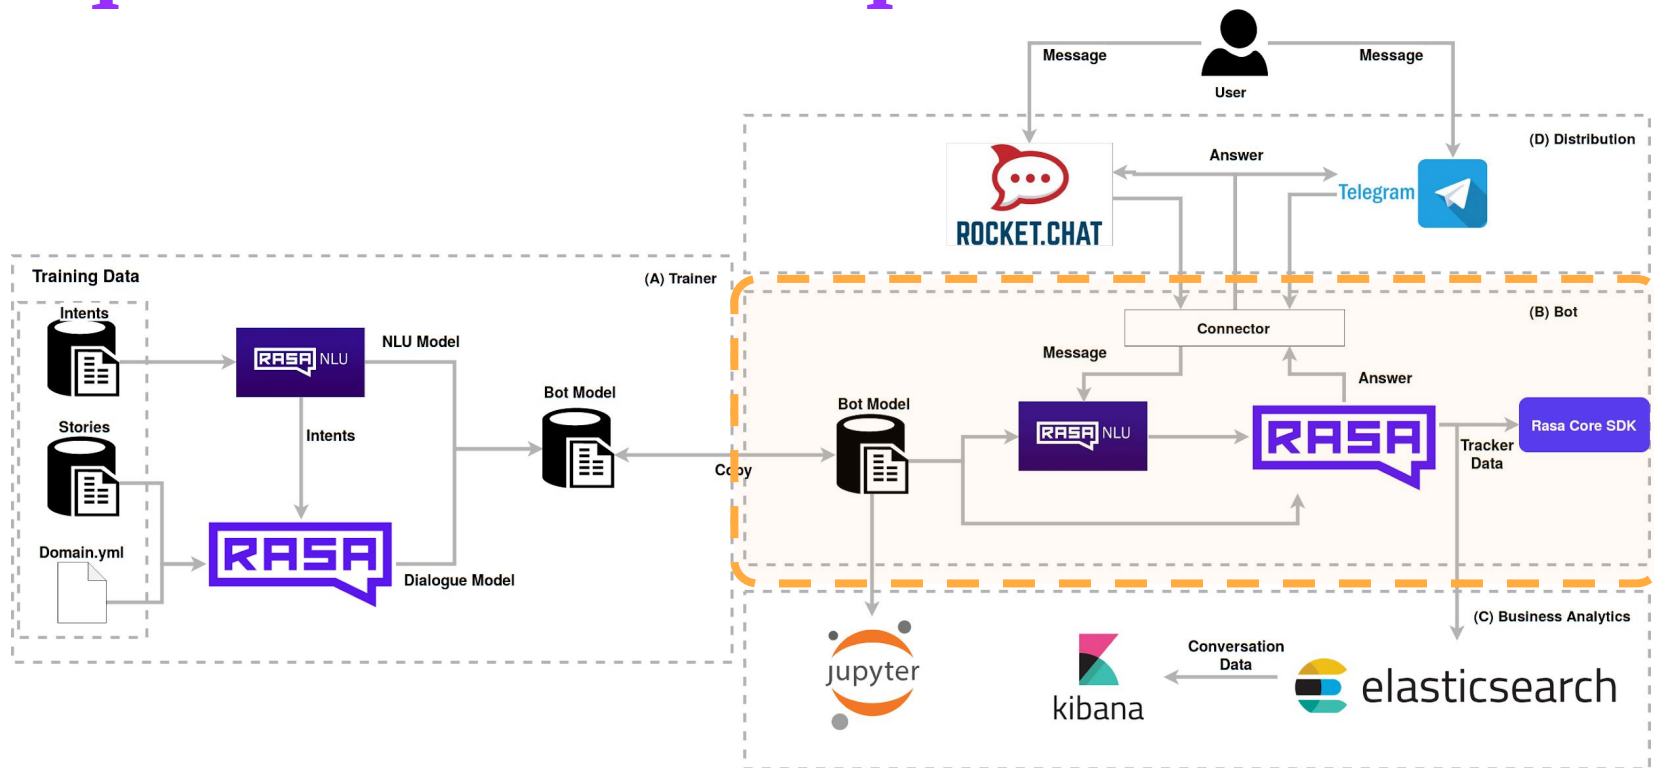 Message
Message
User
(D) Distribution
Answer
Telegram
ROCKET.CHAT
Training Data
(A) Trainer
Intents
RASA NLU
NLU Model
Intents
Stories
Domain.yml
RASA
Dialogue Model
Bot Model
Copy
(B) Bot
Connector
Message
Answer
Bot Model
RASA NLU
RASA
Rasa Core SDK
Tracker
Data
(C) Business Analytics
jupyter
kibana
Conversation
Data
elasticsearch